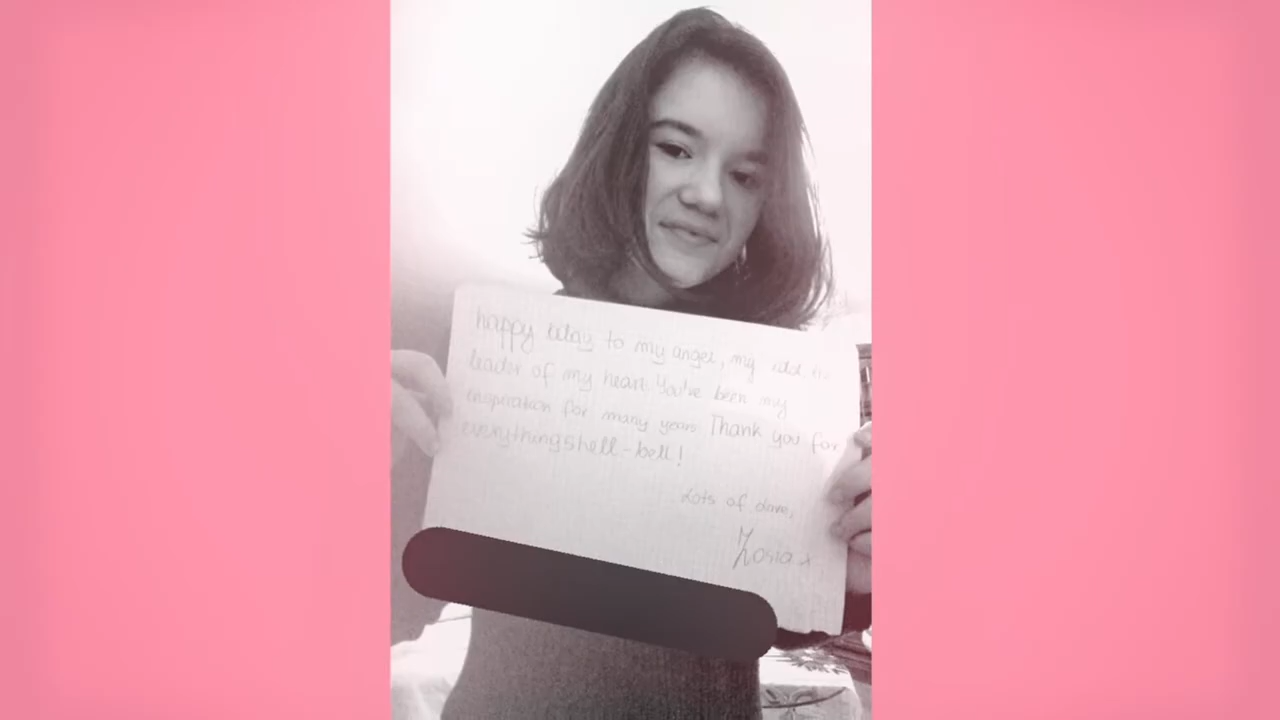 happy bday to my angel, my idol, the
leader of my heart. You've been my
inspiration for many years. Thank you for
everything shell-bell!
Lots of love,
Zosia x